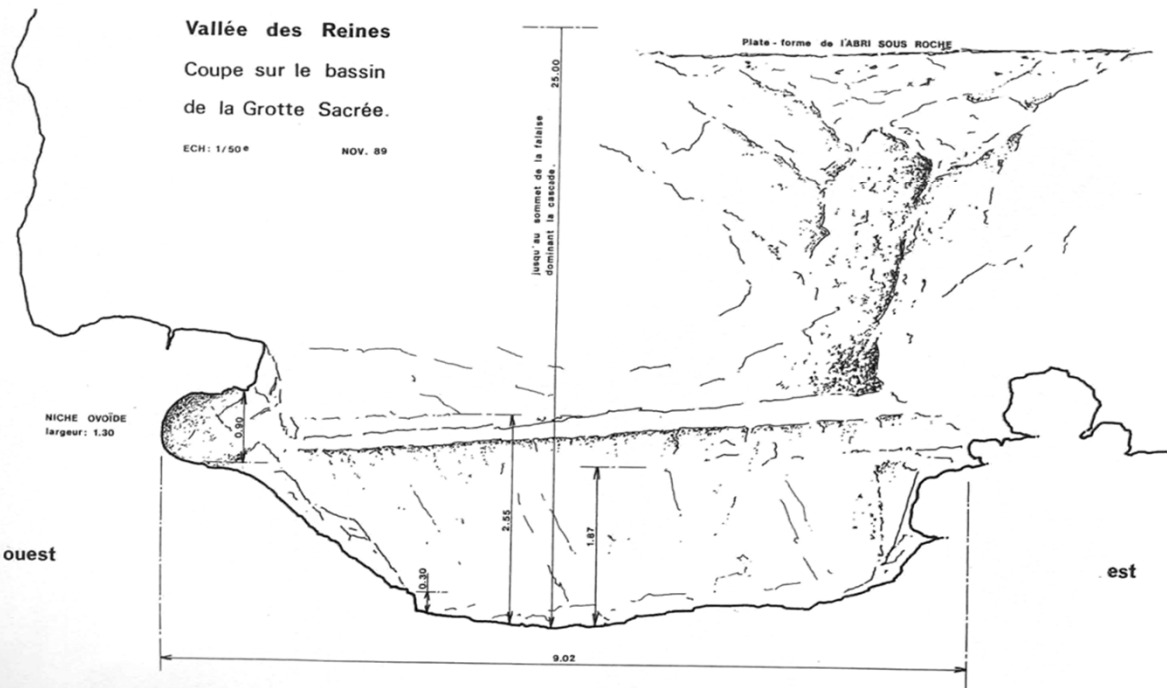 Vallée des Reines
Coupe sur le bassin
de la Grotte Sacrée.
ECH: 1/50e
NOV. 89
Plate-forme de l'ABRI SOUS ROCHE
25.00
jusqu'au sommet de la falaise
dominant la cascade.
NICHE OVOÏDE
largeur: 1.30
0.90
2.55
1.87
0.30
ouest
est
9.02